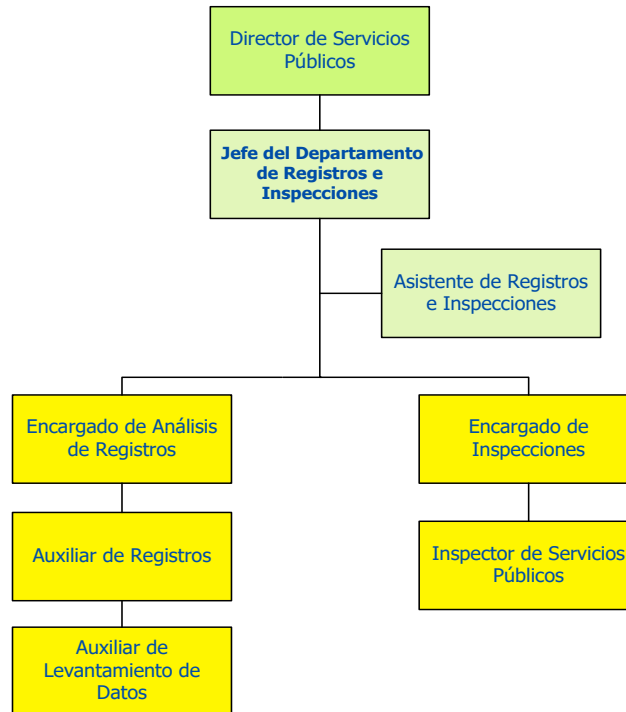 Director de Servicios
Públicos
Jefe del Departamento
de Registros e
Inspecciones
Asistente de Registros
e Inspecciones
Encargado de Análisis
de Registros
Encargado de
Inspecciones
Auxiliar de Registros
Inspector de Servicios
Públicos
Auxiliar de
Levantamiento de
Datos